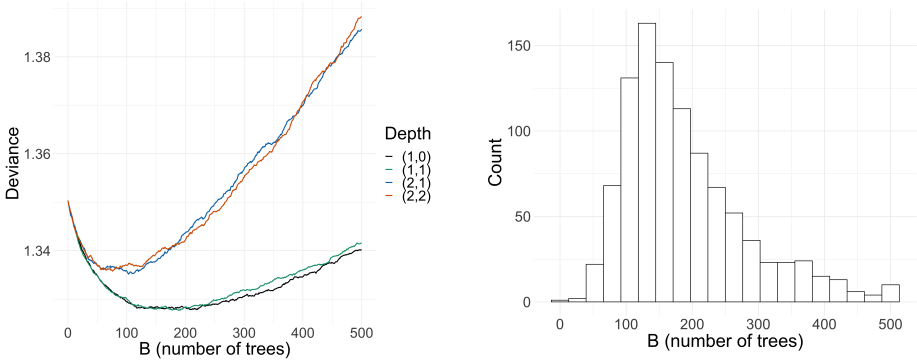 Deviance
1.38
1.36
1.34
0 100 200 300 400 500
B (number of trees)
Depth
(1,0)
(1,1)
(2,1)
(2,2)
Count
150
100
50
0
0 100 200 300 400 500
B (number of trees)